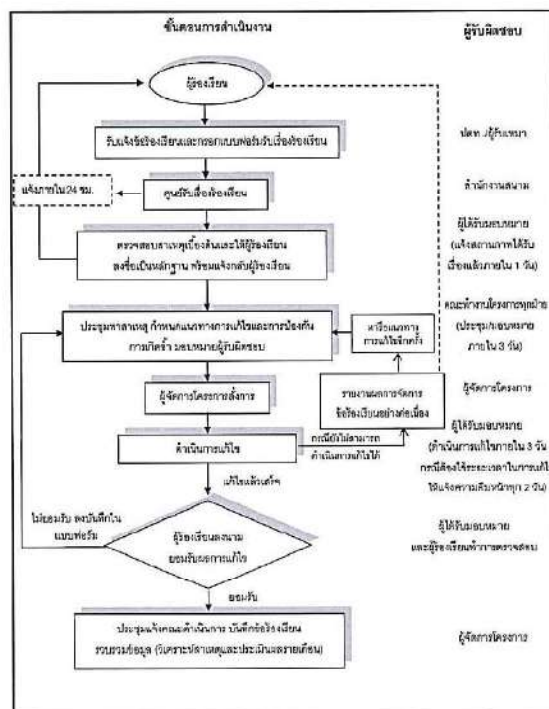 ขั้นตอนการดำเนินงาน
ผู้รับผิดชอบ
ผู้ร้องเรียน
รับแจ้งข้อร้องเรียนและกรอกแบบฟอร์มรับเรื่องร้องเรียน
ปตท./ผู้รับเหมา
แจ้งภายใน 24 ชม.
ศูนย์รับเรื่องร้องเรียน
สำนักงานสนาม
ตรวจสอบสาเหตุเบื้องต้นและให้ผู้ร้องเรียน
ลงชื่อเป็นหลักฐาน พร้อมแจ้งกลับผู้ร้องเรียน
ผู้ได้รับมอบหมาย
(แจ้งสถานภาพได้รับ
เรื่องแล้วภายใน 1 วัน)
ประชุมหาสาเหตุ กำหนดแนวทางการแก้ไขและการป้องกัน
การเกิดซ้ำ มอบหมายผู้รับผิดชอบ
หารือแนวทาง
การแก้ไขอีกครั้ง
คณะทำงานโครงการทุกฝ่าย
(ประชุม/มอบหมาย
ภายใน 3 วัน)
ผู้จัดการโครงการสั่งการ
รายงานผลการจัดการ
ข้อร้องเรียนอย่างต่อเนื่อง
ผู้จัดการโครงการ
ดำเนินการแก้ไข
กรณียังไม่สามารถ
ดำเนินการแก้ไขได้
ผู้ได้รับมอบหมาย
(ดำเนินการแก้ไขภายใน 3 วัน
กรณีต้องใช้ระยะเวลาในการแก้ไข
ให้แจ้งความคืบหน้าทุก 2 วัน)
แก้ไขแล้วเสร็จ
ไม่ยอมรับ ลงบันทึกใน
แบบฟอร์ม
ผู้ร้องเรียนลงนาม
ยอมรับผลการแก้ไข
ผู้ได้รับมอบหมาย
และผู้ร้องเรียนทำการตรวจสอบ
ยอมรับ
ประชุมแจ้งคณะดำเนินการ บันทึกข้อร้องเรียน
รวบรวมข้อมูล (วิเคราะห์สาเหตุและประเมินผลรายเดือน)
ผู้จัดการโครงการ